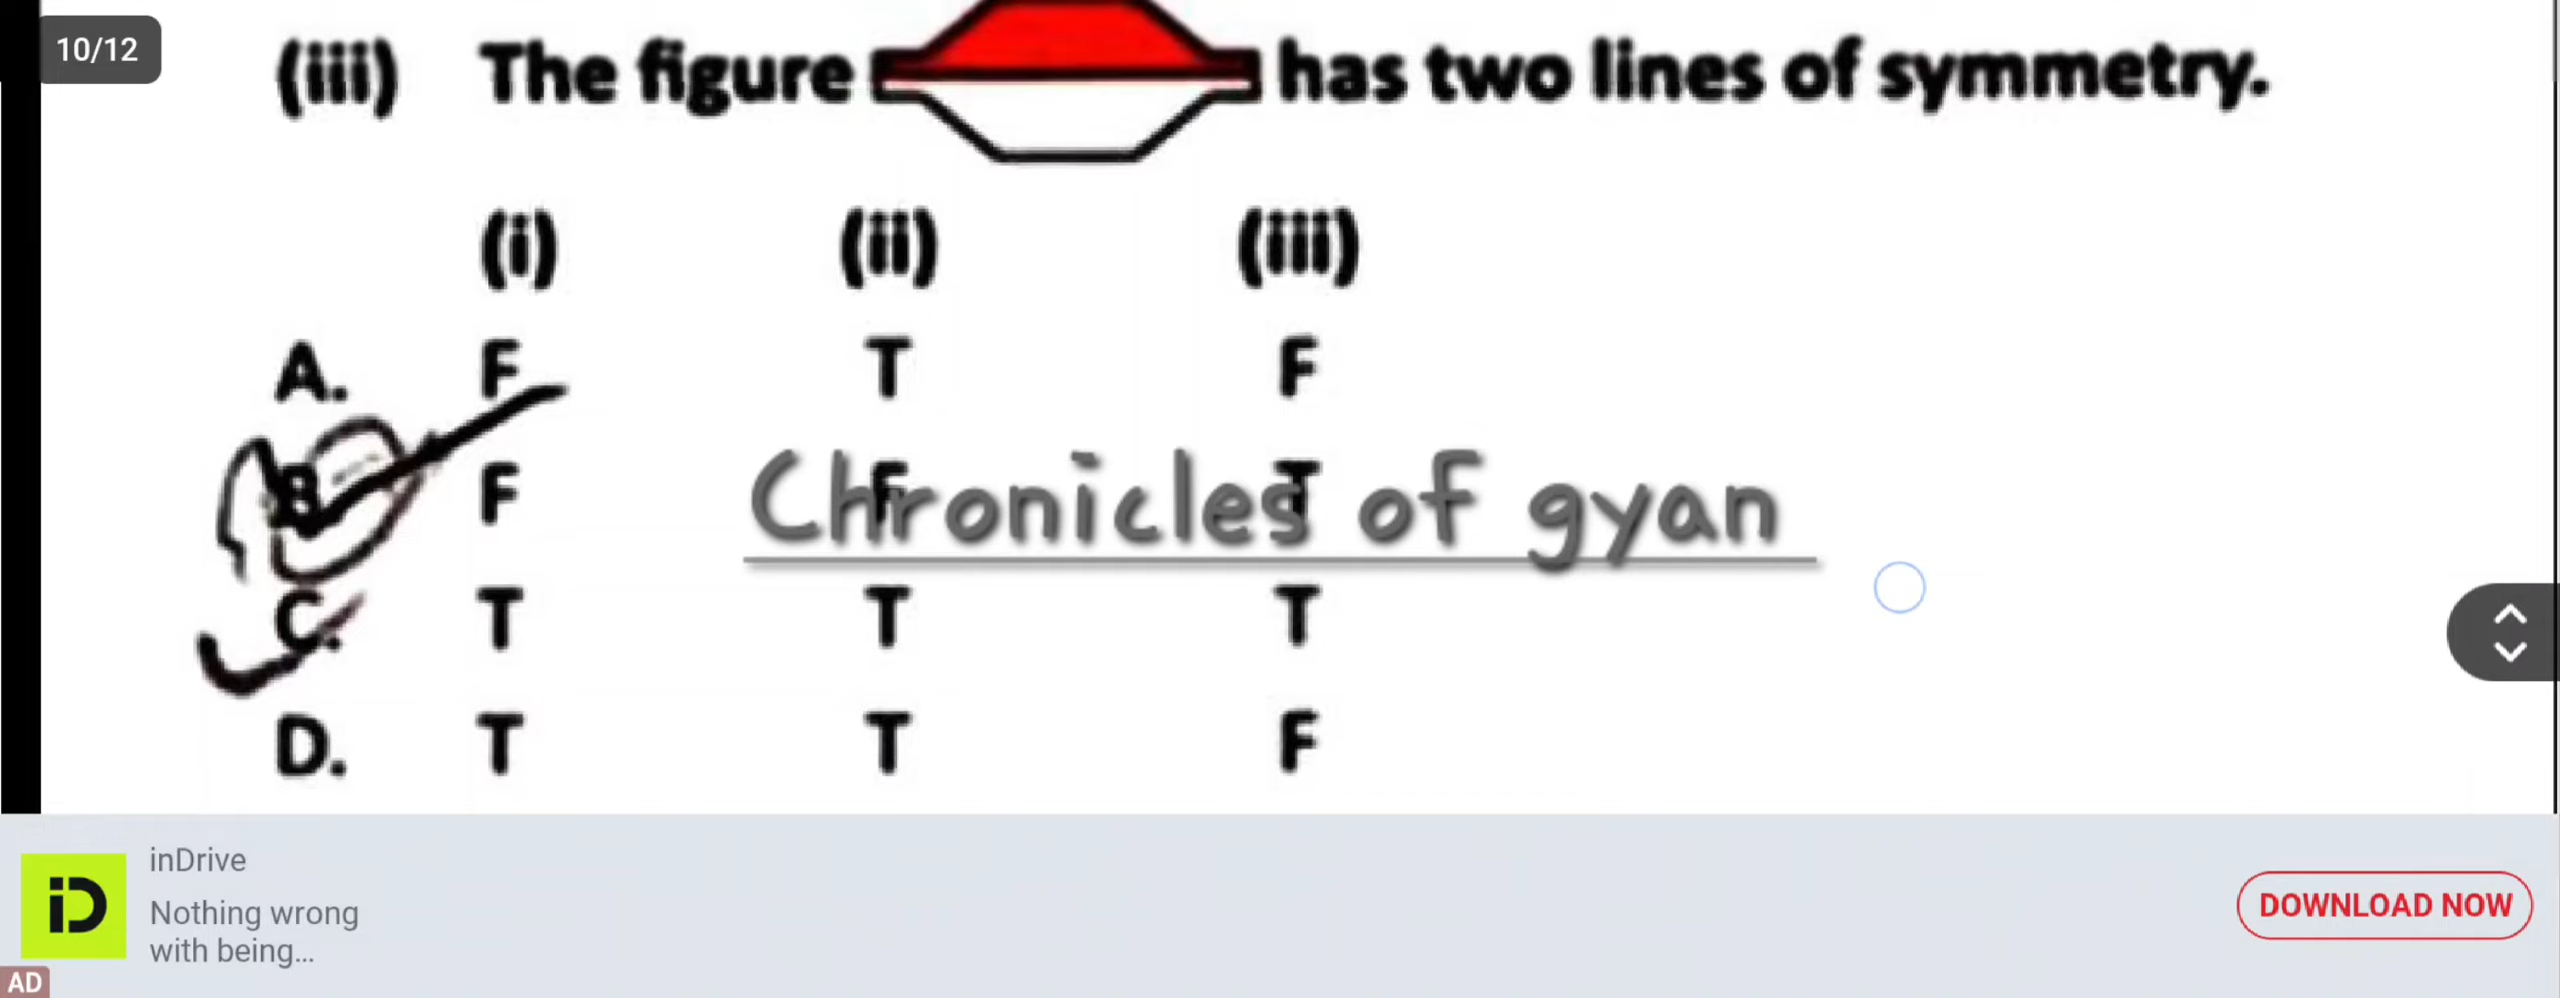 10/12
(iii) The figure has two lines of symmetry.
(i) (ii) (iii)
A. F T F
B F F T
Chronicles of gyan
C. T T T
D. T T F
inDrive
Nothing wrong
with being...
DOWNLOAD NOW
iD
AD